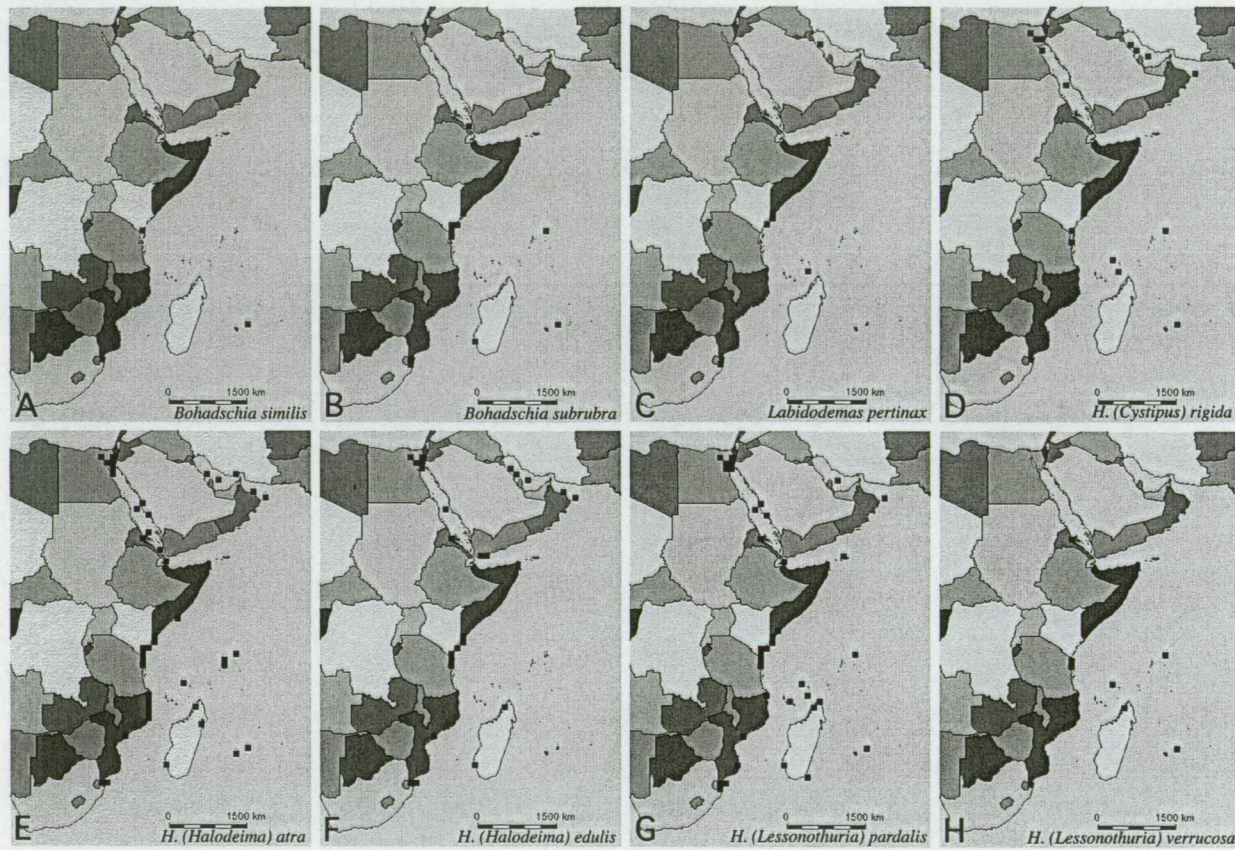 A
0 1500 km
Bohadschia similis
B
0 1500 km
Bohadschia subrubra
C
0 1500 km
Labidodemas pertinax
D
0 1500 km
H. (Cystipus) rigida
E
0 1500 km
H. (Halodeima) atra
F
0 1500 km
H. (Halodeima) edulis
G
0 1500 km
H. (Lessonothuria) pardalis
H
0 1500 km
H. (Lessonothuria) verrucosa